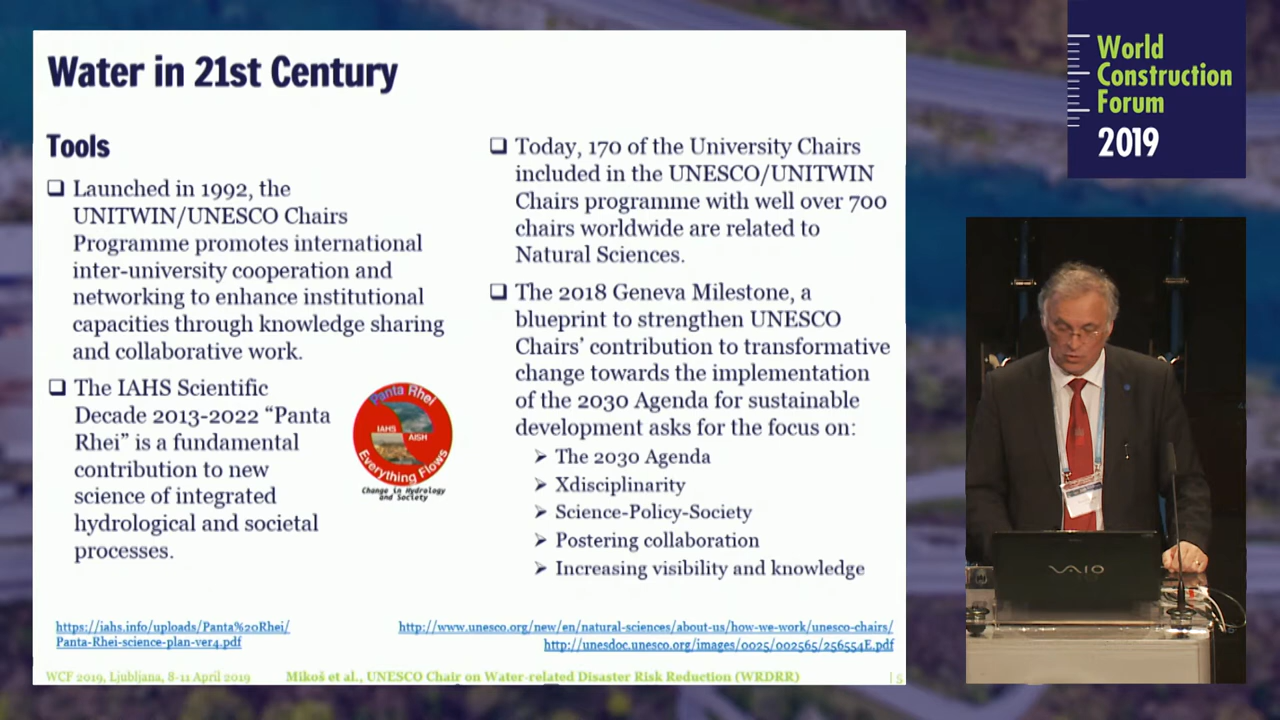 Water in 21st Century
Tools
❑ Launched in 1992, the
UNITWIN/UNESCO Chairs
Programme promotes international
inter-university cooperation and
networking to enhance institutional
capacities through knowledge sharing
and collaborative work.
❑ The IAHS Scientific
Decade 2013-2022 “Panta
Rhei” is a fundamental
contribution to new
science of integrated
hydrological and societal
processes.
Panta Rhei
IAHS
AISH
Everything Flows
Change in Hydrology
and Society
https://iahs.info/uploads/Panta%20Rhei/
Panta-Rhei-science-plan-ver4.pdf
❑ Today, 170 of the University Chairs
included in the UNESCO/UNITWIN
Chairs programme with well over 700
chairs worldwide are related to
Natural Sciences.
❑ The 2018 Geneva Milestone, a
blueprint to strengthen UNESCO
Chairs’ contribution to transformative
change towards the implementation
of the 2030 Agenda for sustainable
development asks for the focus on:
➢ The 2030 Agenda
➢ Xdisciplinarity
➢ Science-Policy-Society
➢ Postering collaboration
➢ Increasing visibility and knowledge
http://www.unesco.org/new/en/natural-sciences/about-us/how-we-work/unesco-chairs/
http://unesdoc.unesco.org/images/0025/002565/256554E.pdf
WCF 2019, Ljubljana, 8-11 April 2019
Mikoš et al., UNESCO Chair on Water-related Disaster Risk Reduction (WRDRR)
| 5
World
Construction
Forum
2019
VAIO